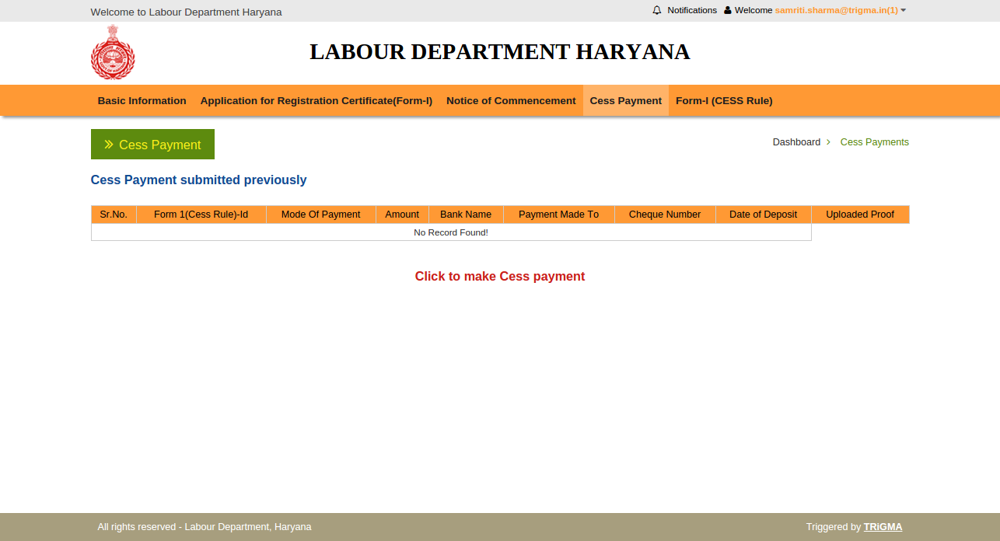 Welcome to Labour Department Haryana
Notifications Welcome samriti.sharma@trigma.in(1)
LABOUR DEPARTMENT HARYANA
Basic Information Application for Registration Certificate(Form-I) Notice of Commencement Cess Payment Form-I (CESS Rule)
» Cess Payment
Dashboard > Cess Payments
Cess Payment submitted previously
Sr.No. Form 1(Cess Rule)-Id Mode Of Payment Amount Bank Name Payment Made To Cheque Number Date of Deposit Uploaded Proof
No Record Found!
Click to make Cess payment
All rights reserved - Labour Department, Haryana
Triggered by TRiGMA